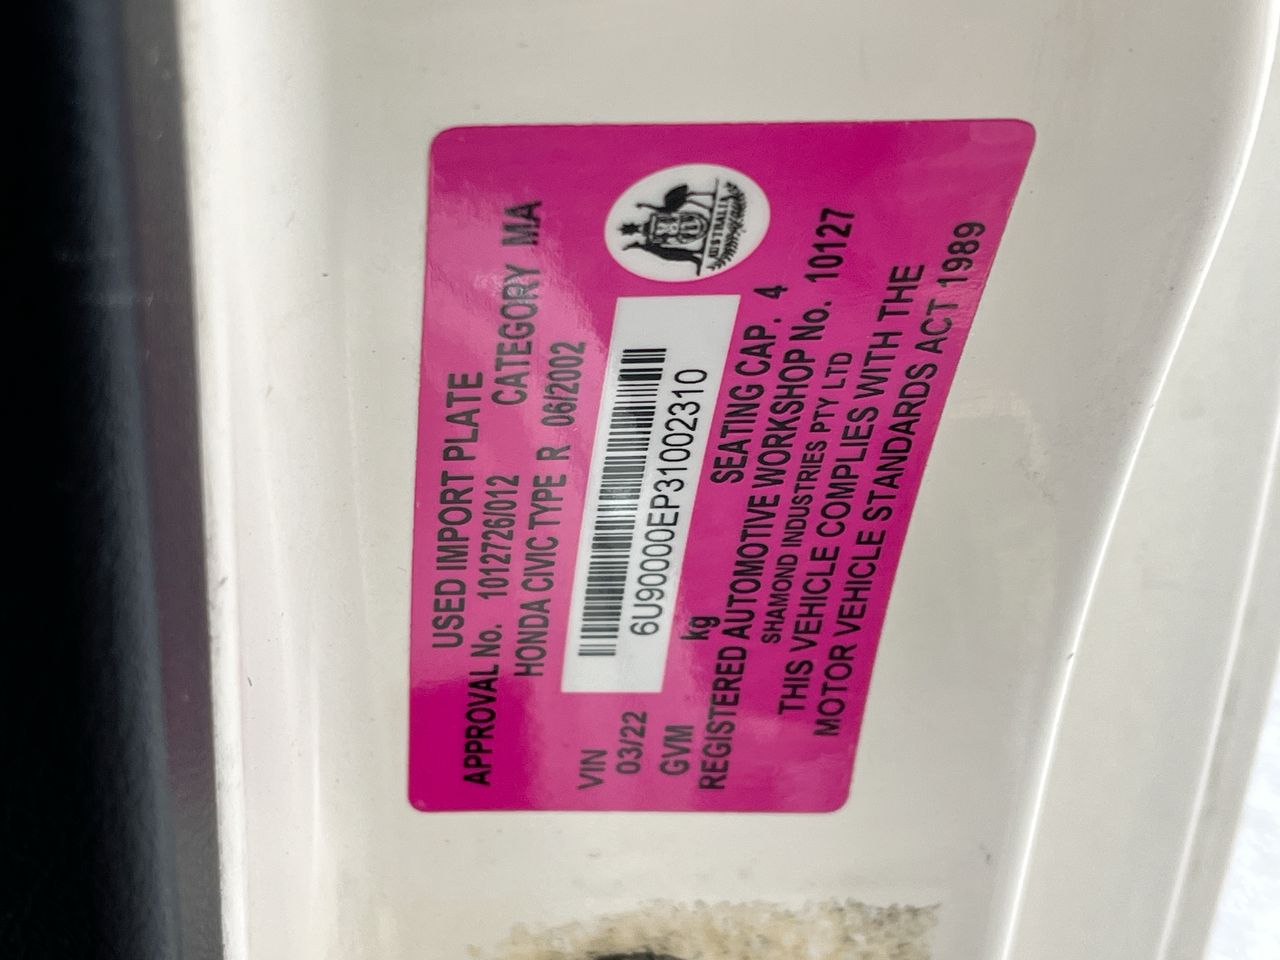 USED IMPORT PLATE
APPROVAL No. 1012726/012 CATEGORY MA
HONDA CIVIC TYPE R 06/2002
AUSTRALIA
VIN
6U90000EP31002310
03/22
GVM kg SEATING CAP. 4
REGISTERED AUTOMOTIVE WORKSHOP No. 10127
SHAMOND INDUSTRIES PTY LTD
THIS VEHICLE COMPLIES WITH THE
MOTOR VEHICLE STANDARDS ACT 1989